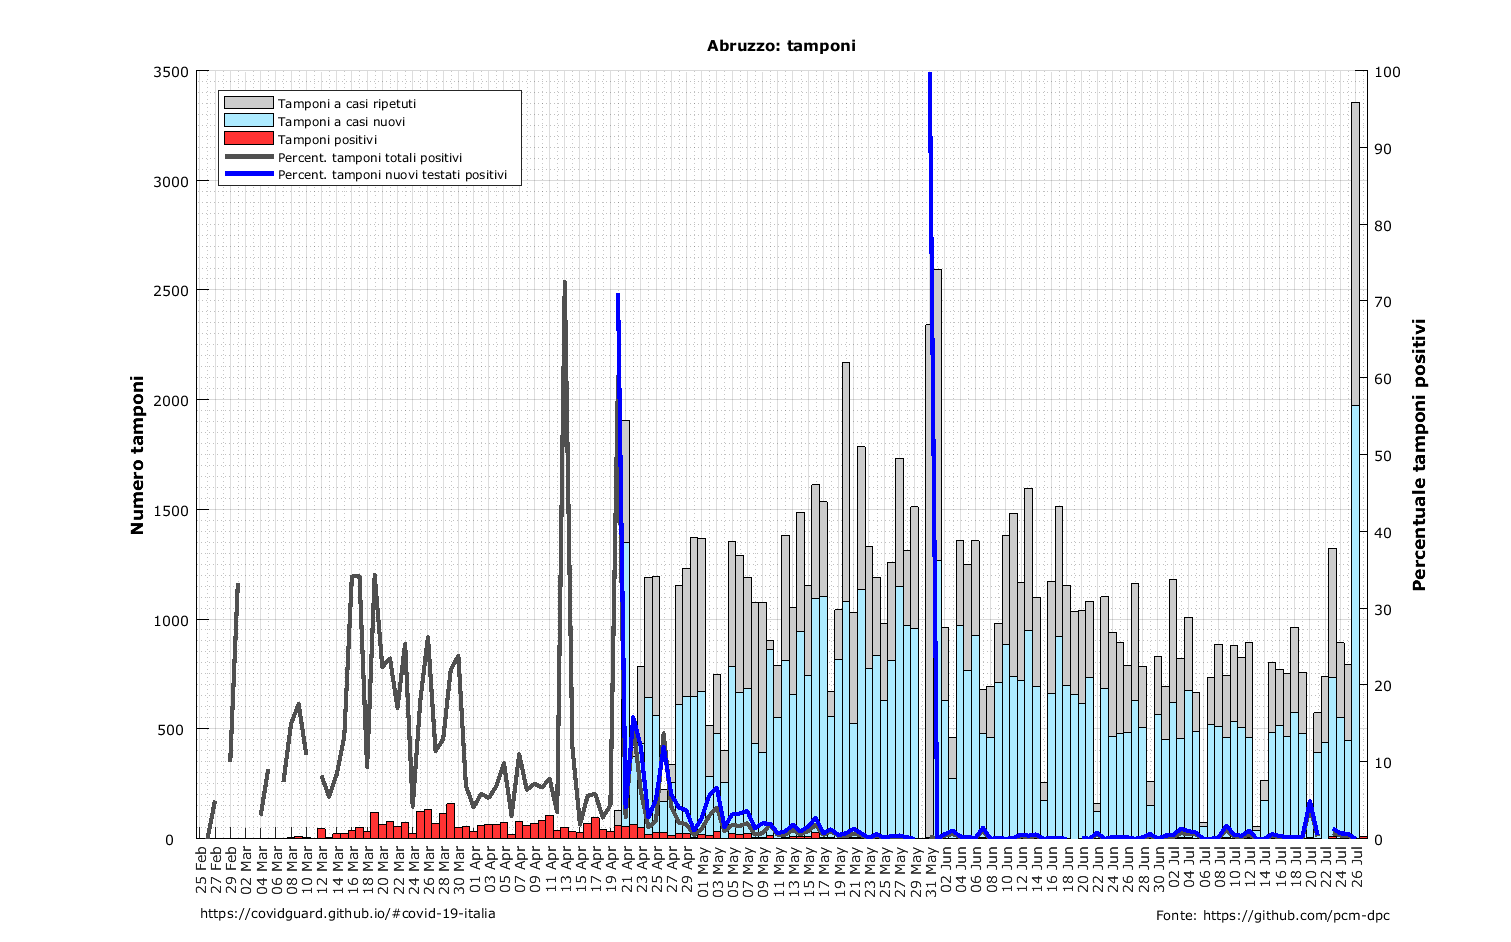 Abruzzo: tamponi
3500
3000
2500
2000
1500
1000
500
0
Numero tamponi
Tamponi a casi ripetuti
Tamponi a casi nuovi
Tamponi positivi
Percent. tamponi totali positivi
Percent. tamponi nuovi testati positivi
100
90
80
70
60
50
40
30
20
10
0
Percentuale tamponi positivi
25 Feb
27 Feb
29 Feb
02 Mar
04 Mar
06 Mar
08 Mar
10 Mar
12 Mar
14 Mar
16 Mar
18 Mar
20 Mar
22 Mar
24 Mar
26 Mar
28 Mar
30 Mar
01 Apr
03 Apr
05 Apr
07 Apr
09 Apr
11 Apr
13 Apr
15 Apr
17 Apr
19 Apr
21 Apr
23 Apr
25 Apr
27 Apr
29 Apr
01 May
03 May
05 May
07 May
09 May
11 May
13 May
15 May
17 May
19 May
21 May
23 May
25 May
27 May
29 May
31 May
02 Jun
04 Jun
06 Jun
08 Jun
10 Jun
12 Jun
14 Jun
16 Jun
18 Jun
20 Jun
22 Jun
24 Jun
26 Jun
28 Jun
30 Jun
02 Jul
04 Jul
06 Jul
08 Jul
10 Jul
12 Jul
14 Jul
16 Jul
18 Jul
20 Jul
22 Jul
24 Jul
26 Jul
https://covidguard.github.io/#covid-19-italia
Fonte: https://github.com/pcm-dpc